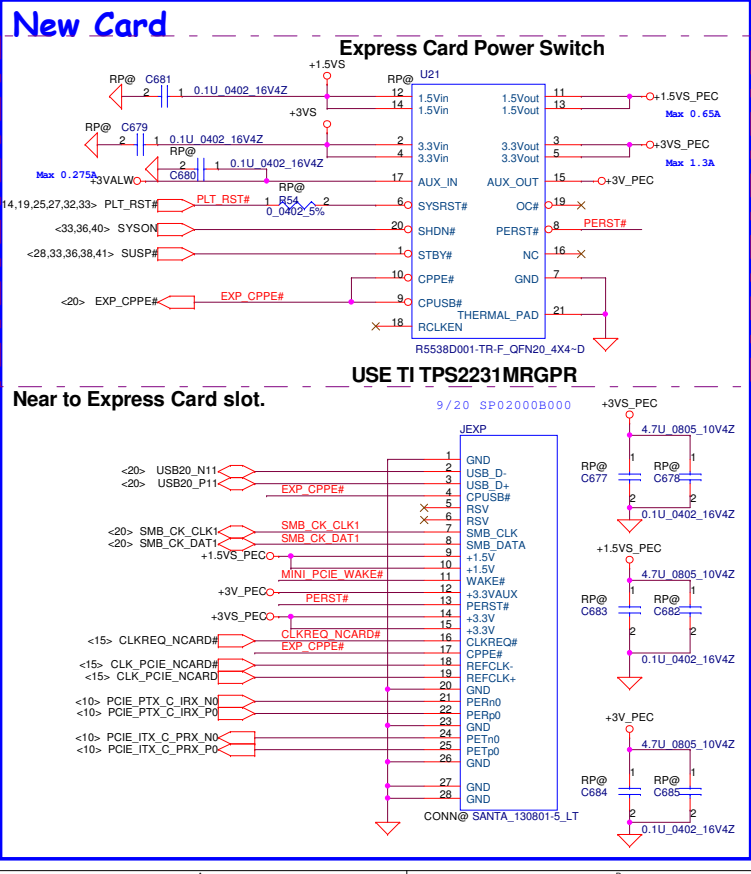 New Card
Express Card Power Switch
+1.5VS
RP@ U21
RP@ C681
2 1 0.1U_0402_16V4Z
12 1.5Vin 1.5Vout 11 +1.5VS_PEC
14 1.5Vin 1.5Vout 13
Max 0.65A
+3VS
RP@ C679
2 1 0.1U_0402_16V4Z
2 3.3Vin 3.3Vout 3 +3VS_PEC
4 3.3Vin 3.3Vout 5
Max 1.3A
RP@
2 1 0.1U_0402_16V4Z
C680
Max 0.275A
+3VALW
17 AUX_IN AUX_OUT 15 +3V_PEC
RP@
14,19,25,27,32,33> PLT_RST# PLT_RST# 1 R54 2 6 SYSRST# OC# 19
0_0402_5%
<33,36,40> SYSON 20 SHDN# PERST# 8 PERST#
<28,33,36,38,41> SUSP# 1 STBY# NC 16
10 CPPE# GND 7
<20> EXP_CPPE# EXP_CPPE# 9 CPUSB#
THERMAL_PAD 21
18 RCLKEN
R5538D001-TR-F_QFN20_4X4~D
USE TI TPS2231MRGPR
Near to Express Card slot.
9/20 SP02000B000
JEXP
1 GND
<20> USB20_N11 2 USB_D-
<20> USB20_P11 3 USB_D+
EXP_CPPE# 4 CPUSB#
5 RSV
6 RSV
<20> SMB_CK_CLK1 SMB_CK_CLK1 7 SMB_CLK
<20> SMB_CK_DAT1 SMB_CK_DAT1 8 SMB_DATA
+1.5VS_PEC 9 +1.5V
10 +1.5V
MINI_PCIE_WAKE# 11 WAKE#
+3V_PEC 12 +3.3VAUX
PERST# 13 PERST#
+3VS_PEC 14 +3.3V
15 +3.3V
<15> CLKREQ_NCARD# CLKREQ_NCARD# 16 CLKREQ#
EXP_CPPE# 17 CPPE#
<15> CLK_PCIE_NCARD# 18 REFCLK-
<15> CLK_PCIE_NCARD 19 REFCLK+
20 GND
<10> PCIE_PTX_C_IRX_N0 21 PERn0
<10> PCIE_PTX_C_IRX_P0 22 PERp0
23 GND
<10> PCIE_ITX_C_PRX_N0 24 PETn0
<10> PCIE_ITX_C_PRX_P0 25 PETp0
26 GND
27 GND
28 GND
CONN@ SANTA_130801-5_LT
+3VS_PEC
4.7U_0805_10V4Z
1 1
RP@ C677 RP@ C678
2 2
0.1U_0402_16V4Z
+1.5VS_PEC
4.7U_0805_10V4Z
1 1
RP@ C683 RP@ C682
2 2
0.1U_0402_16V4Z
+3V_PEC
4.7U_0805_10V4Z
1 1
RP@ C684 RP@ C685
2 2
0.1U_0402_16V4Z